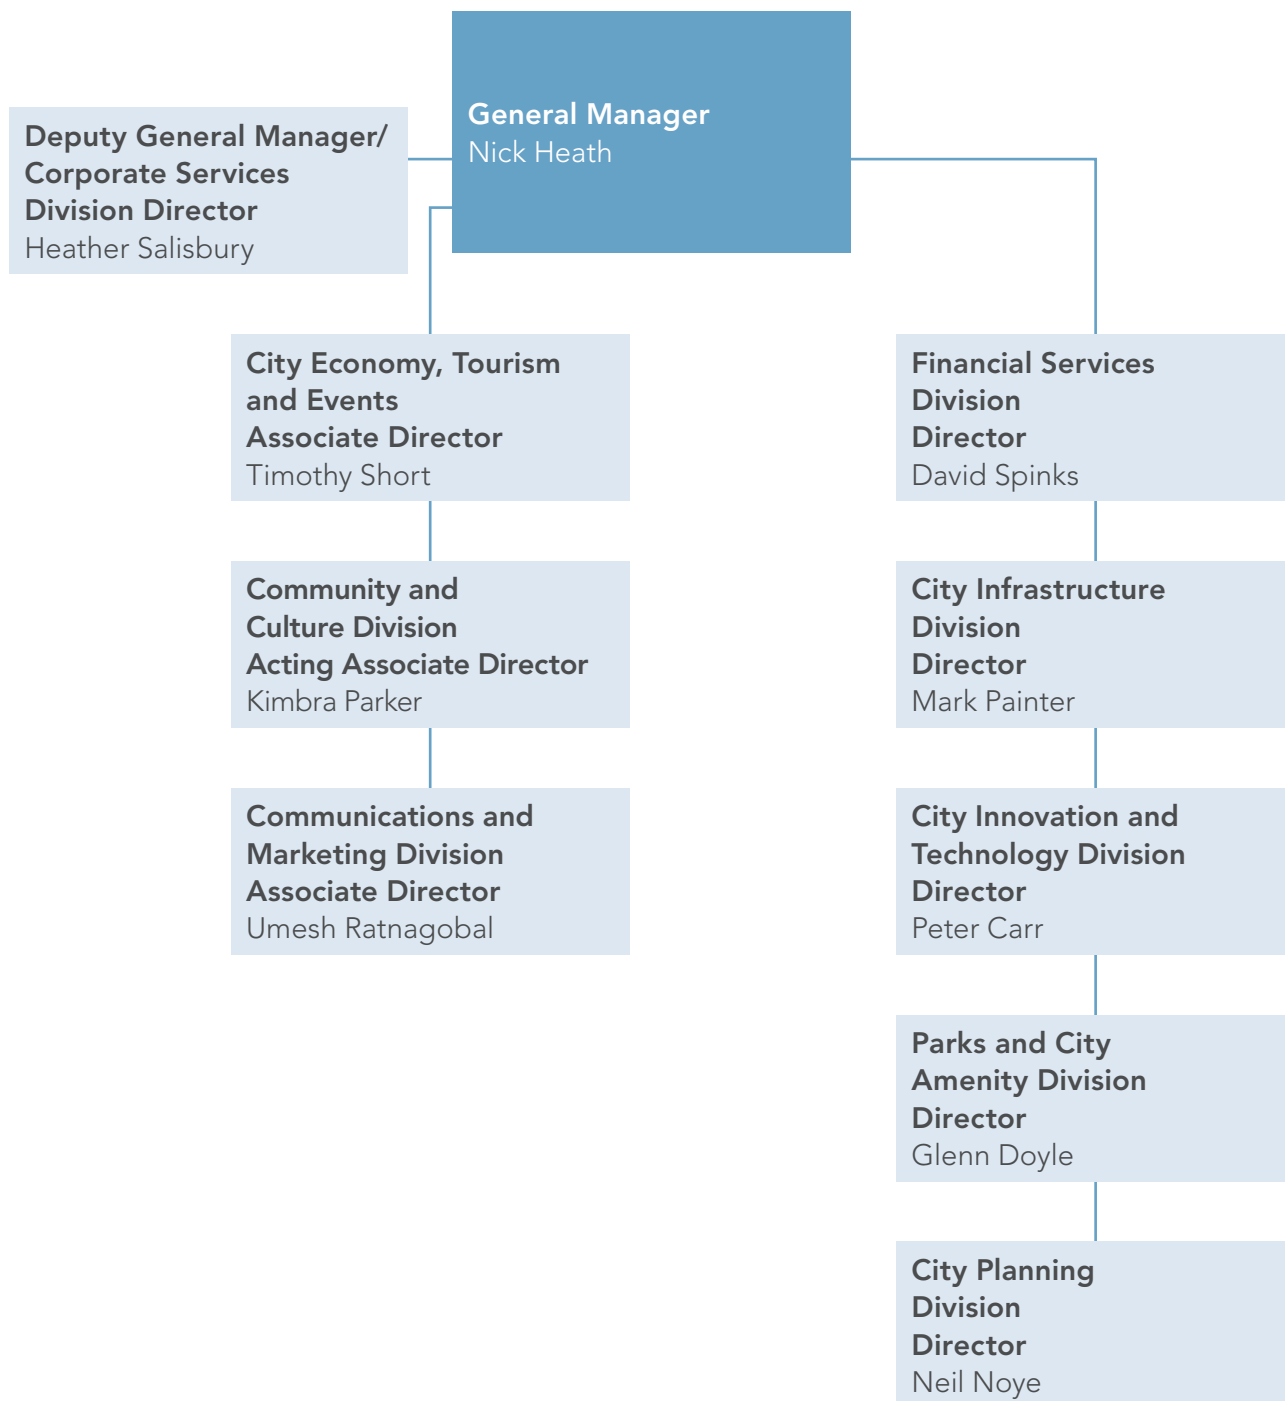 General Manager
Nick Heath
Deputy General Manager/
Corporate Services
Division Director
Heather Salisbury
City Economy, Tourism
and Events
Associate Director
Timothy Short
Community and
Culture Division
Acting Associate Director
Kimbra Parker
Communications and
Marketing Division
Associate Director
Umesh Ratnagobal
Financial Services
Division
Director
David Spinks
City Infrastructure
Division
Director
Mark Painter
City Innovation and
Technology Division
Director
Peter Carr
Parks and City
Amenity Division
Director
Glenn Doyle
City Planning
Division
Director
Neil Noye